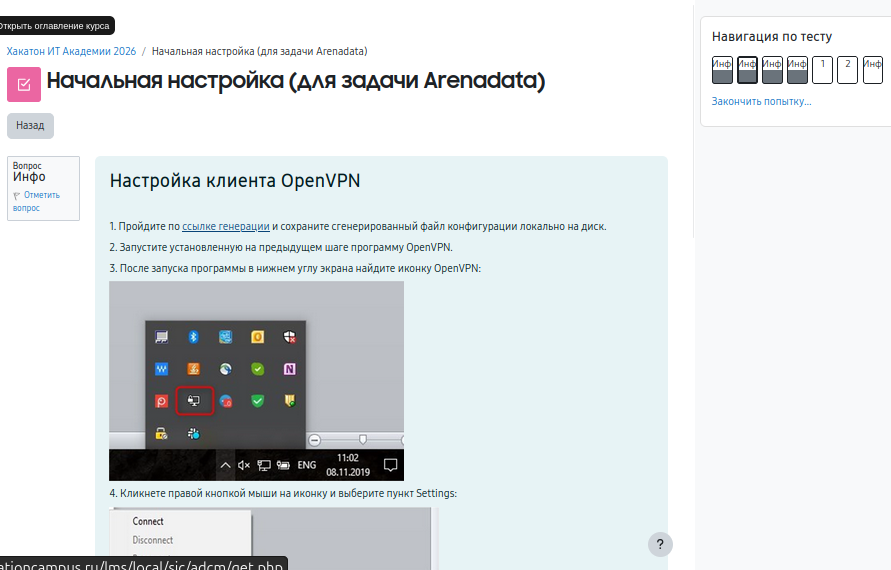 Открыть оглавление курса
Хакатон ИТ Академии 2026 / Начальная настройка (для задачи Arenadata)
Начальная настройка (для задачи Arenadata)
Назад
Вопрос
Инфо
Отметить
вопрос
Настройка клиента OpenVPN
1. Пройдите по ссылке генерации и сохраните сгенерированный файл конфигурации локально на диск.
2. Запустите установленную на предыдущем шаге программу OpenVPN.
3. После запуска программы в нижнем углу экрана найдите иконку OpenVPN:
ENG
11:02
08.11.2019
4. Кликнете правой кнопкой мыши на иконку и выберите пункт Settings:
Connect
Disconnect
Навигация по тесту
Инф Инф Инф Инф 1 2 Инф
Закончить попытку...
?
ationcampus.ru/lms/local/sic/adcm/get.php